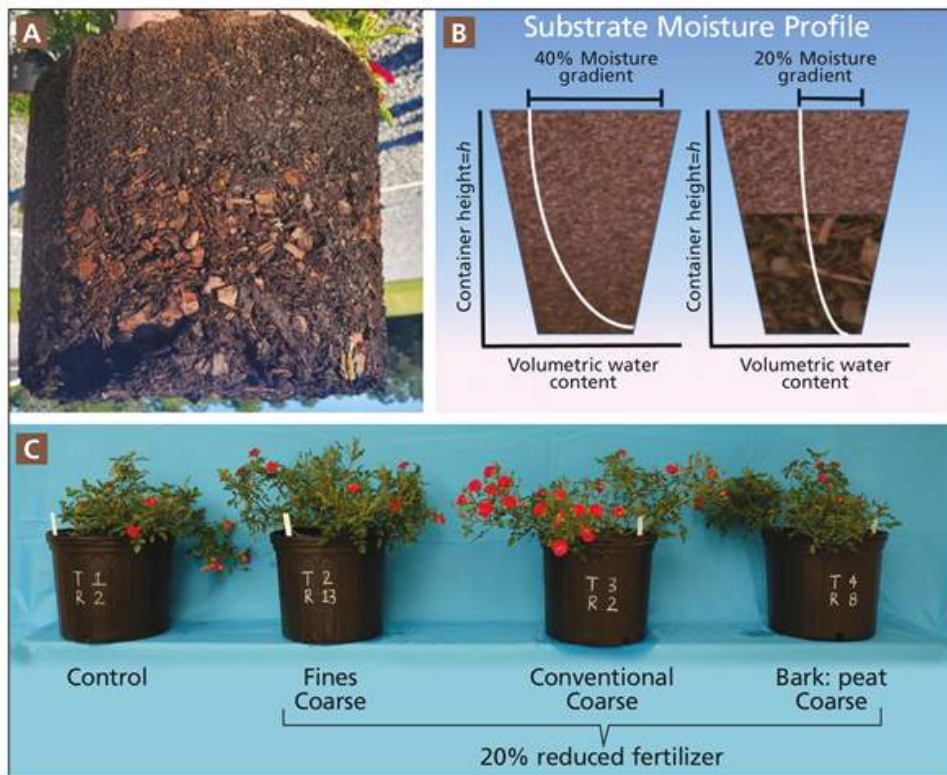 A
B
Substrate Moisture Profile
40% Moisture
gradient
20% Moisture
gradient
Container height=h
Container height=h
Volumetric water
content
Volumetric water
content
C
T 1
R 2
T 2
R 13
T 3
R 2
T 4
R 8
Control
Fines
Coarse
Conventional
Coarse
Bark: peat
Coarse
20% reduced fertilizer